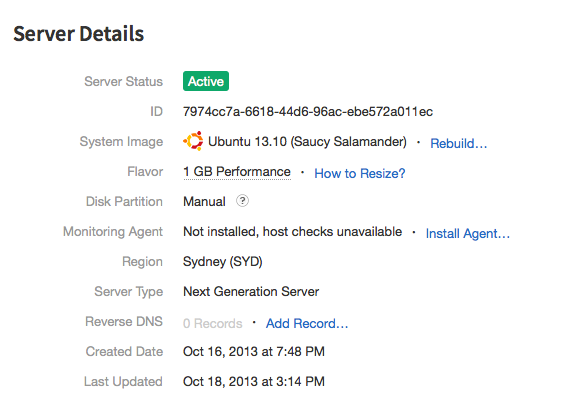 Server Details
Server Status Active
ID 7974cc7a-6618-44d6-96ac-ebe572a011ec
System Image Ubuntu 13.10 (Saucy Salamander) · Rebuild...
Flavor 1 GB Performance · How to Resize?
Disk Partition Manual ?
Monitoring Agent Not installed, host checks unavailable · Install Agent...
Region Sydney (SYD)
Server Type Next Generation Server
Reverse DNS 0 Records · Add Record...
Created Date Oct 16, 2013 at 7:48 PM
Last Updated Oct 18, 2013 at 3:14 PM